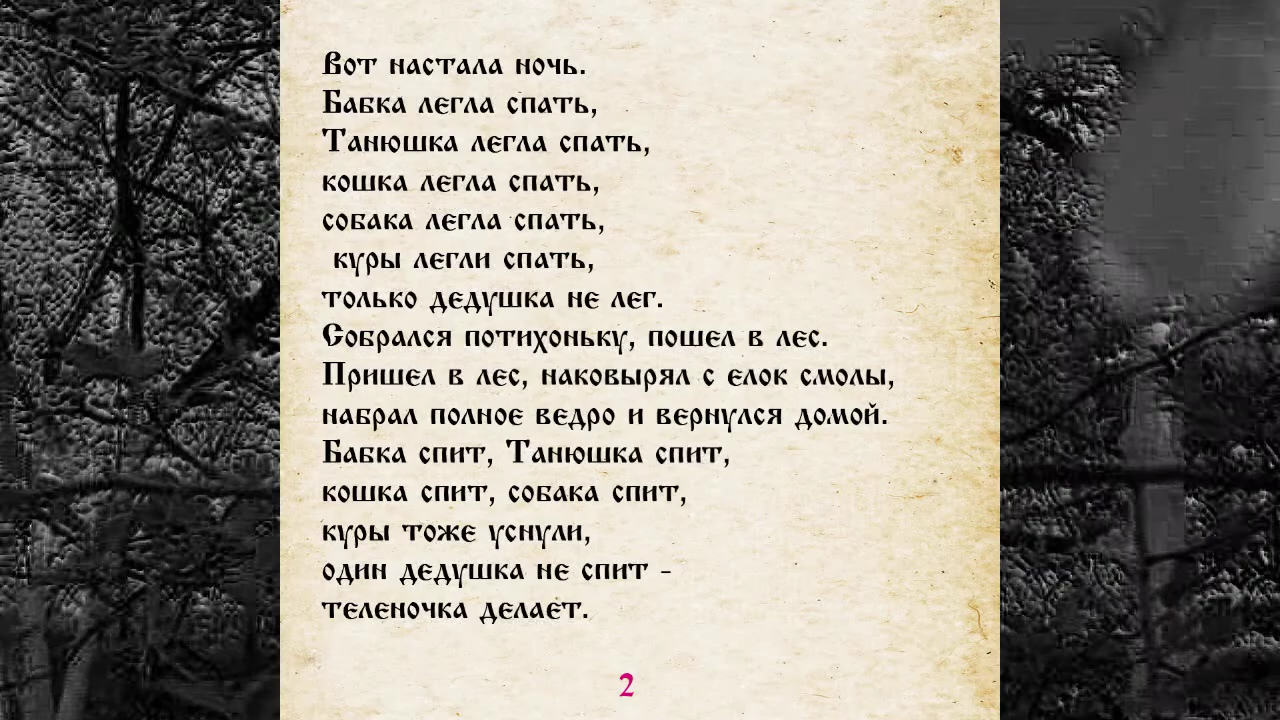 Вот настала ночь.
Бабка легла спать,
Танюшка легла спать,
кошка легла спать,
собака легла спать,
куры легли спать,
только дедушка не лег.
Собрался потихоньку, пошел в лес.
Пришел в лес, наковырял с елок смолы,
набрал полное ведро и вернулся домой.
Бабка спит, Танюшка спит,
кошка спит, собака спит,
куры тоже уснули,
один дедушка не спит -
теленочка делает.
2